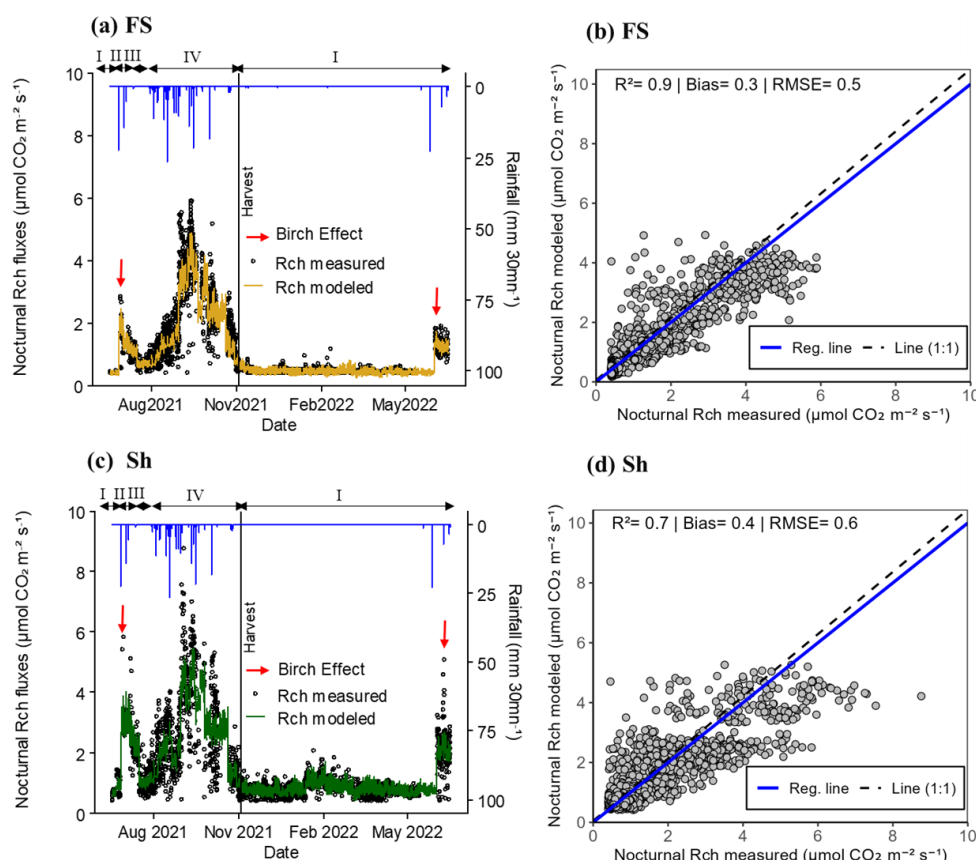 (a) FS
I II III IV I
Nocturnal Rch fluxes (µmol CO₂ m⁻² s⁻¹)
10
8
6
4
2
0
Harvest
Birch Effect
Rch measured
Rch modeled
0
25
50
75
100
Rainfall (mm 30mn⁻¹)
Aug2021 Nov2021 Feb2022 May2022
Date
(b) FS
R²= 0.9 | Bias= 0.3 | RMSE= 0.5
Nocturnal Rch modeled (µmol CO₂ m⁻² s⁻¹)
10
8
6
4
2
0
Reg. line Line (1:1)
0 2 4 6 8 10
Nocturnal Rch measured (µmol CO₂ m⁻² s⁻¹)
(c) Sh
I II III IV I
Nocturnal Rch fluxes (µmol CO₂ m⁻² s⁻¹)
10
8
6
4
2
0
Harvest
Birch Effect
Rch measured
Rch modeled
0
25
50
75
100
Rainfall (mm 30mn⁻¹)
Aug2021 Nov2021 Feb2022 May2022
Date
(d) Sh
R²= 0.7 | Bias= 0.4 | RMSE= 0.6
Nocturnal Rch modeled (µmol CO₂ m⁻² s⁻¹)
10
8
6
4
2
0
Reg. line Line (1:1)
0 2 4 6 8 10
Nocturnal Rch measured (µmol CO₂ m⁻² s⁻¹)